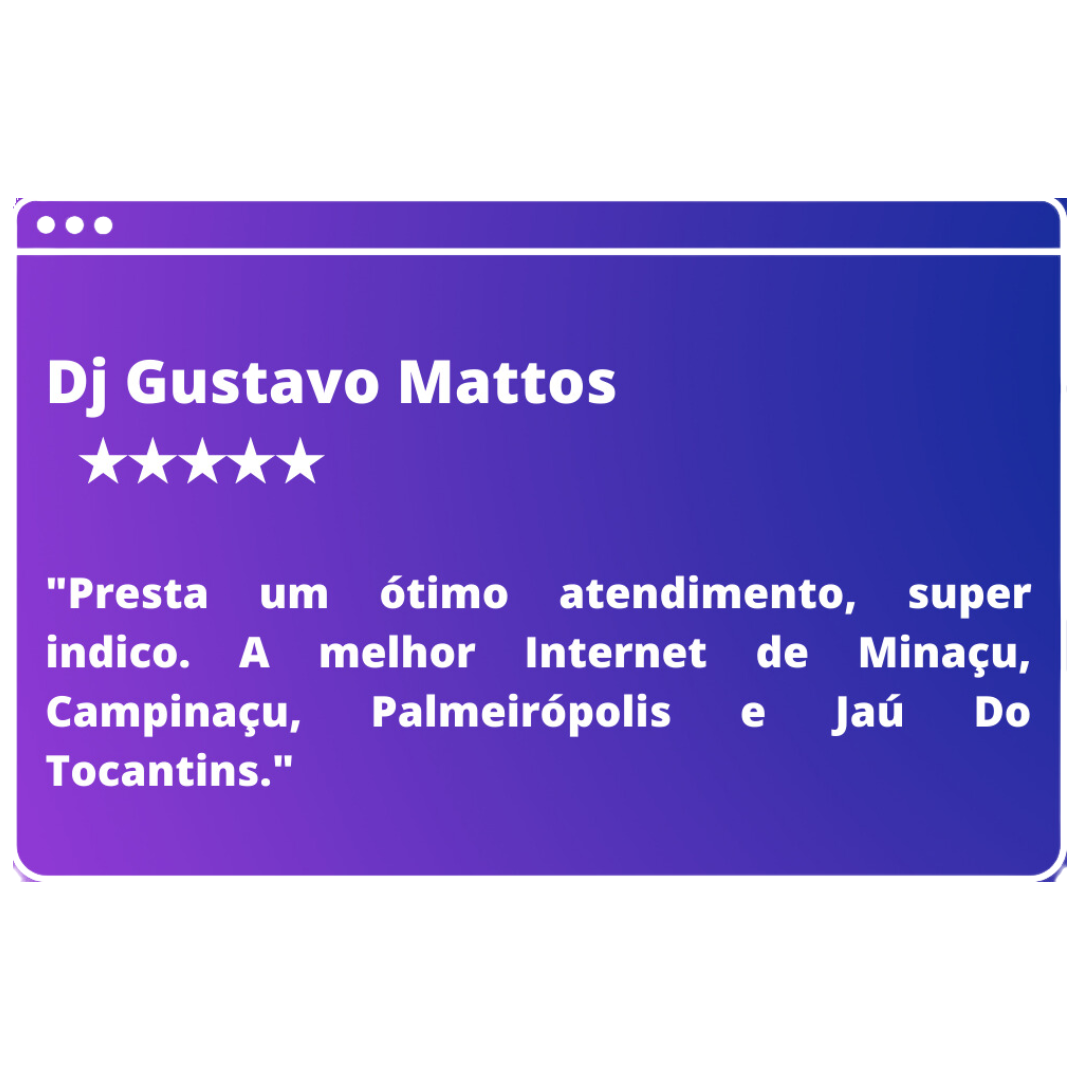 Dj Gustavo Mattos
★★★★★
"Presta um ótimo atendimento, super
indico. A melhor Internet de Minaçu,
Campinaçu, Palmeirópolis e Jaú Do
Tocantins."